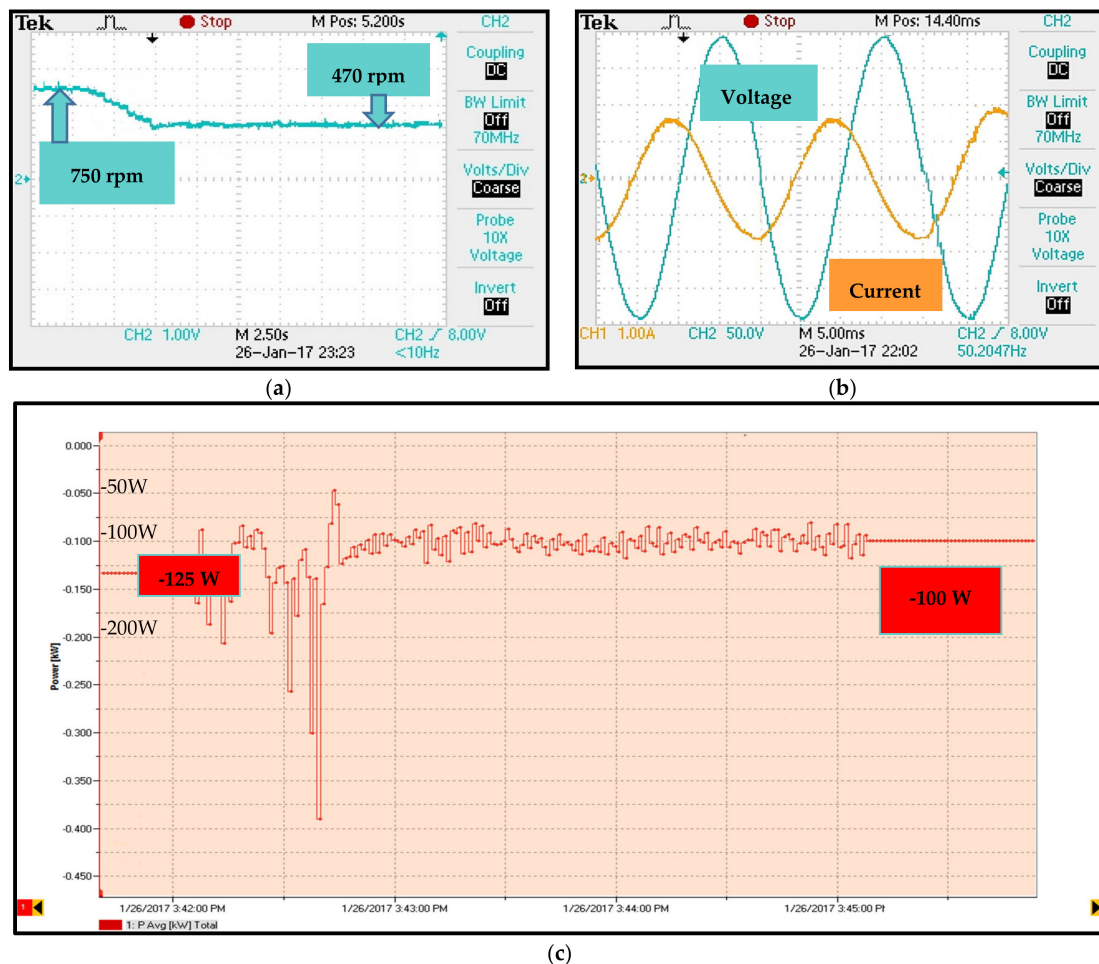 Tek Stop M Pos: 5.200s CH2
Coupling
DC
BW Limit
Off
70MHz
Volts/Div
Coarse
Probe
10X
Voltage
Invert
Off
470 rpm
750 rpm
2
CH2 1.00V M 2.50s CH2 8.00V
26-Jan-17 23:23 <10Hz
(a)
Tek Stop M Pos: 14.40ms CH2
Coupling
DC
BW Limit
Off
70MHz
Volts/Div
Coarse
Probe
10X
Voltage
Invert
Off
Voltage
Current
2
CH1 1.00A CH2 50.0V M 5.00ms CH2 8.00V
26-Jan-17 22:02 50.2047Hz
(b)
0.000
-0.050
-0.100
-0.150
-0.200
-0.250
-0.300
-0.350
-0.400
-0.450
Power [kW]
-50W
-100W
-125 W
-200W
-100 W
1
1/26/2017 3:42:00 PM 1/26/2017 3:43:00 PM 1/26/2017 3:44:00 PM 1/26/2017 3:45:00 P
1: P Avg [kW] Total
(c)